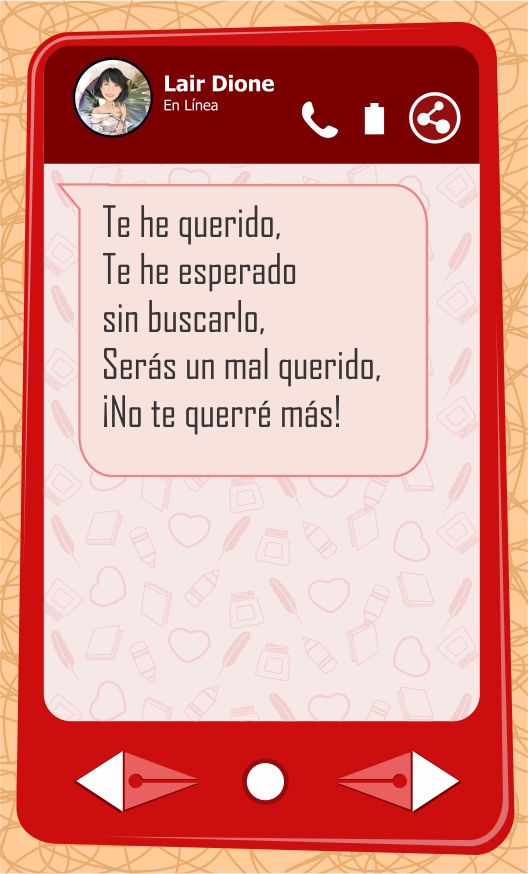 Lair Dione
En Línea
Te he querido,
Te he esperado
sin buscarlo,
Serás un mal querido,
¡No te querré más!